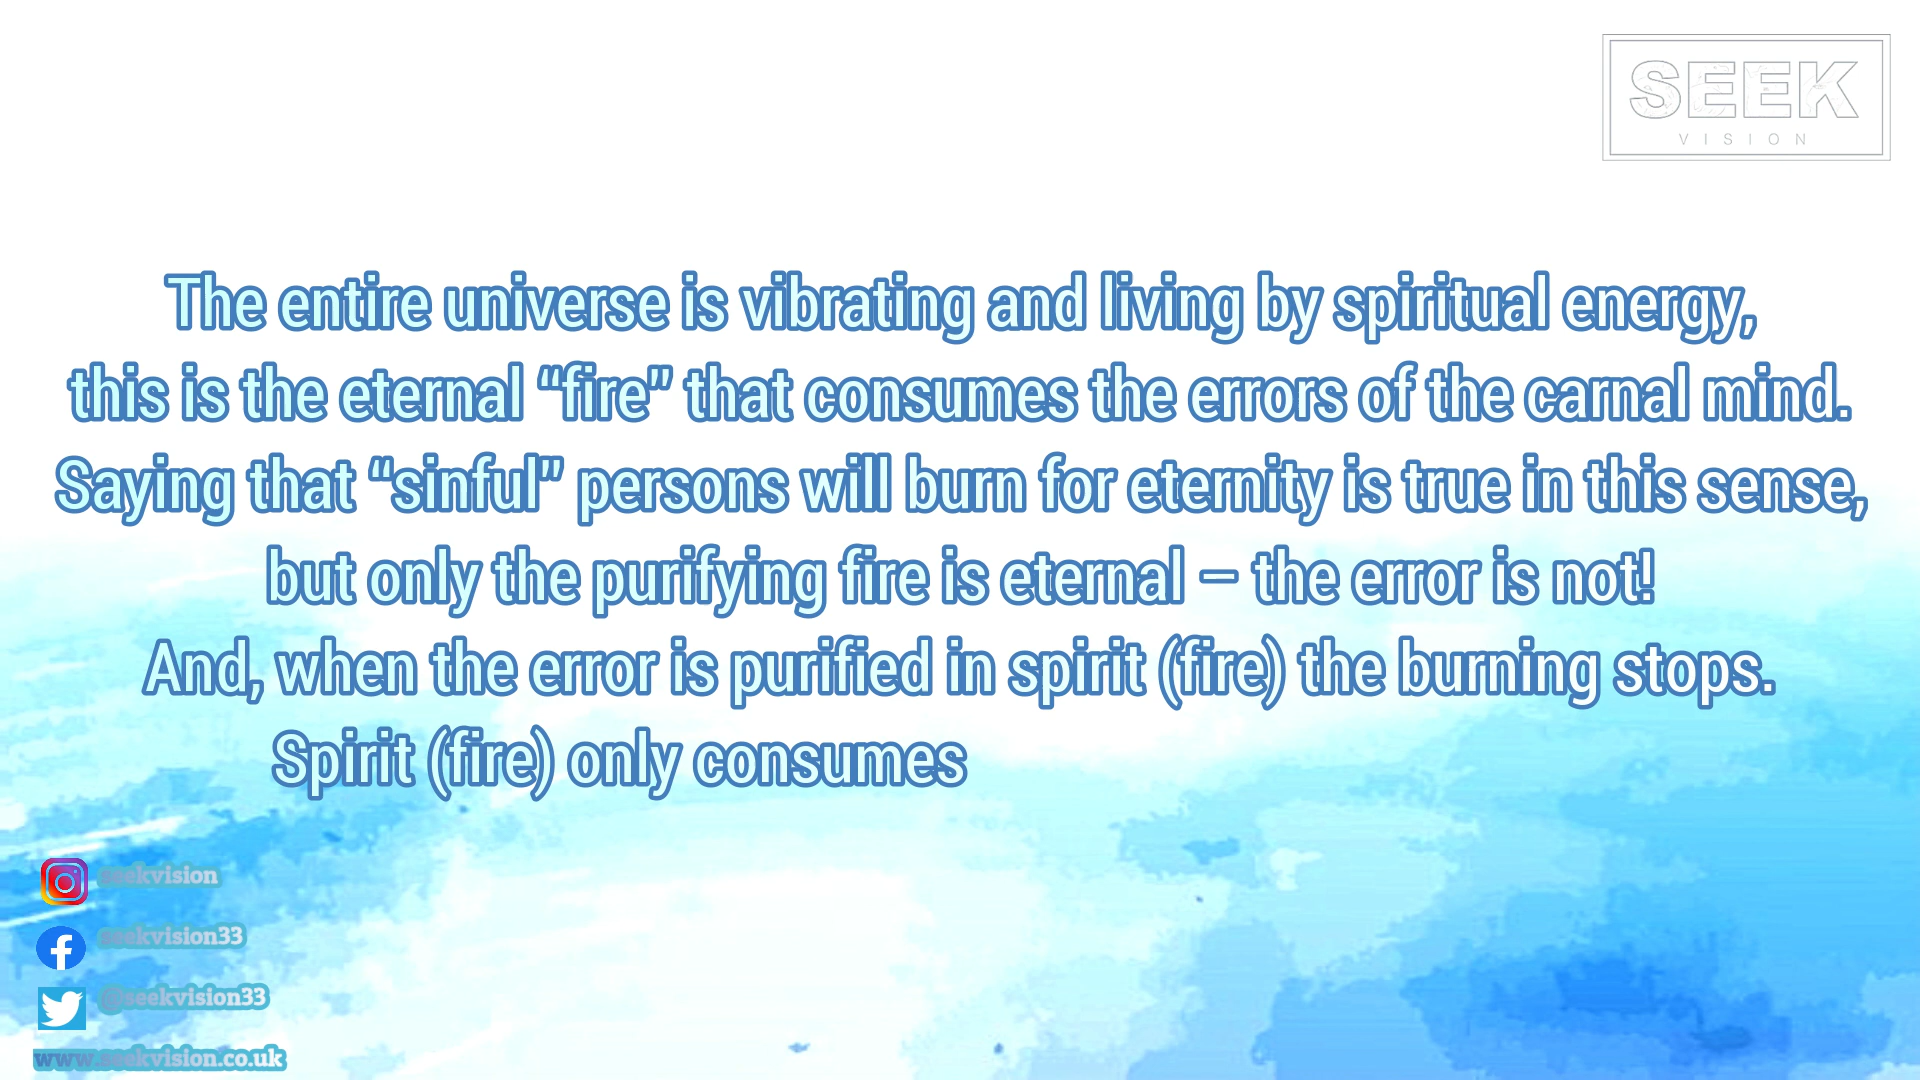 SEEK
VISION
The entire universe is vibrating and living by spiritual energy,
this is the eternal “fire” that consumes the errors of the carnal mind.
Saying that “sinful” persons will burn for eternity is true in this sense,
but only the purifying fire is eternal – the error is not!
And, when the error is purified in spirit (fire) the burning stops.
Spirit (fire) only consumes
seekvision
seekvision33
@seekvision33
www.seekvision.co.uk